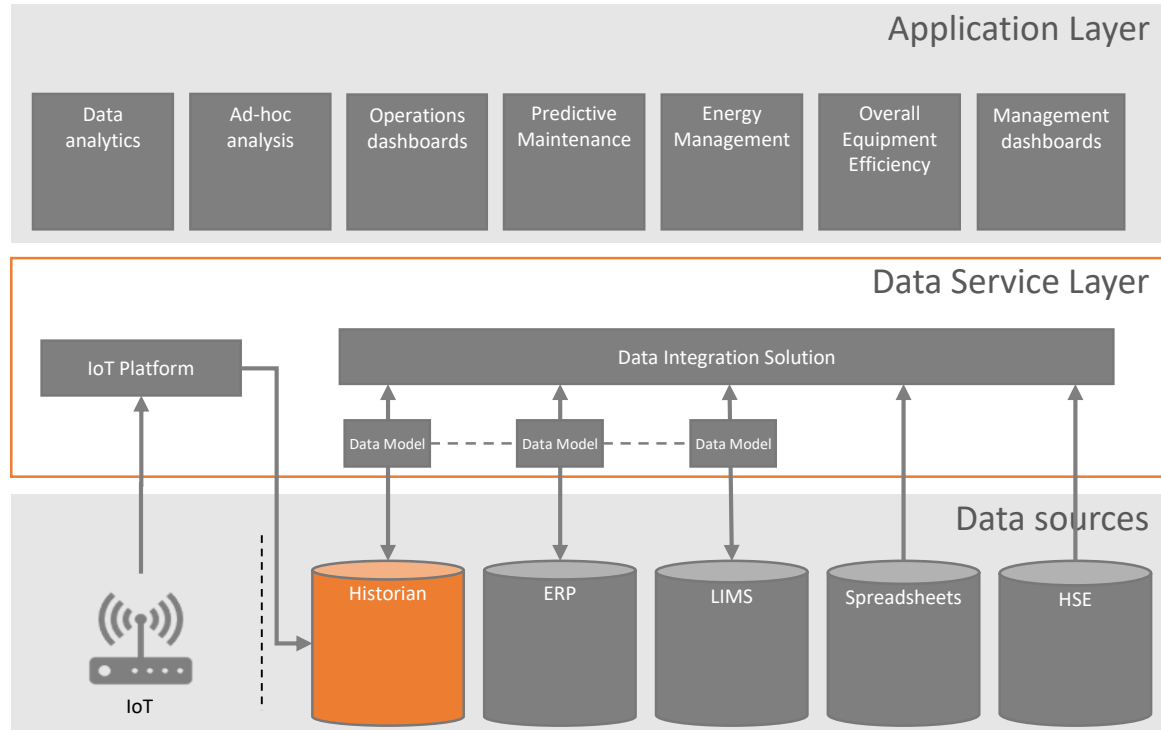 Application Layer
Data
analytics
Ad-hoc
analysis
Operations
dashboards
Predictive
Maintenance
Energy
Management
Overall
Equipment
Efficiency
Management
dashboards
Data Service Layer
IoT Platform
Data Integration Solution
Data Model
Data Model
Data Model
Data sources
Historian
ERP
LIMS
Spreadsheets
HSE
IoT